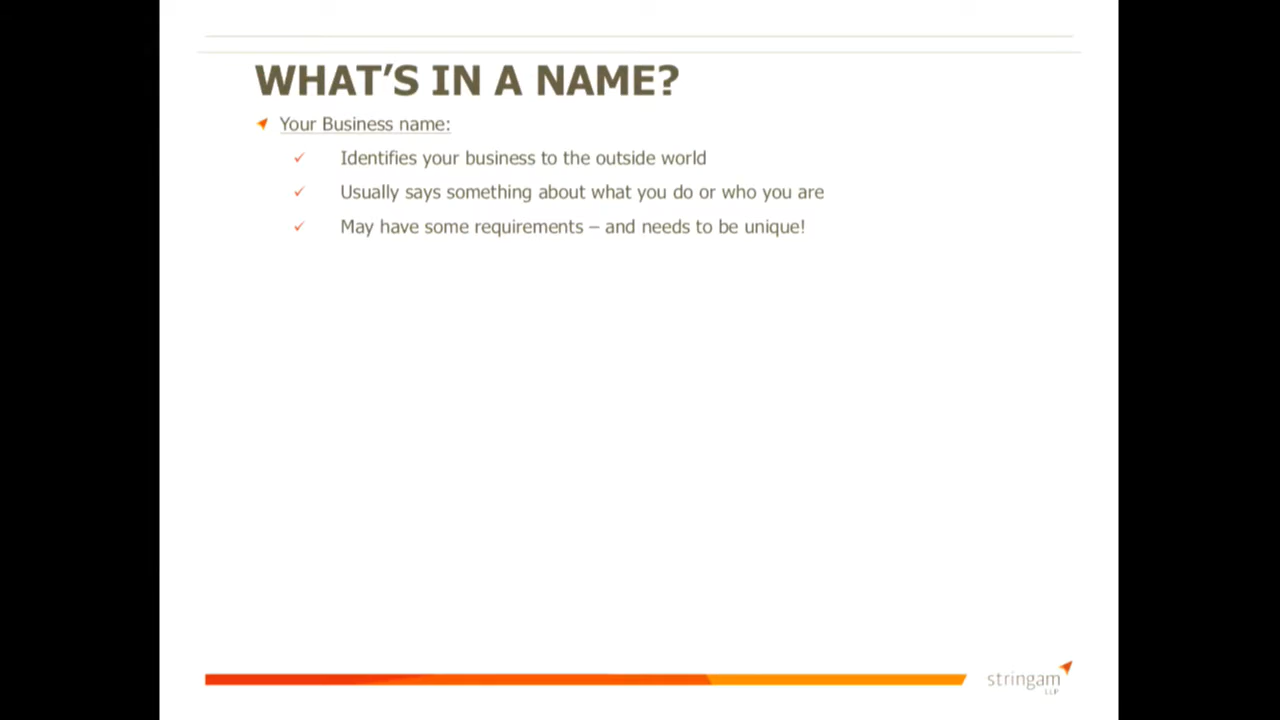 WHAT’S IN A NAME?
Your Business name:
Identifies your business to the outside world
Usually says something about what you do or who you are
May have some requirements – and needs to be unique!
stringam
LLP